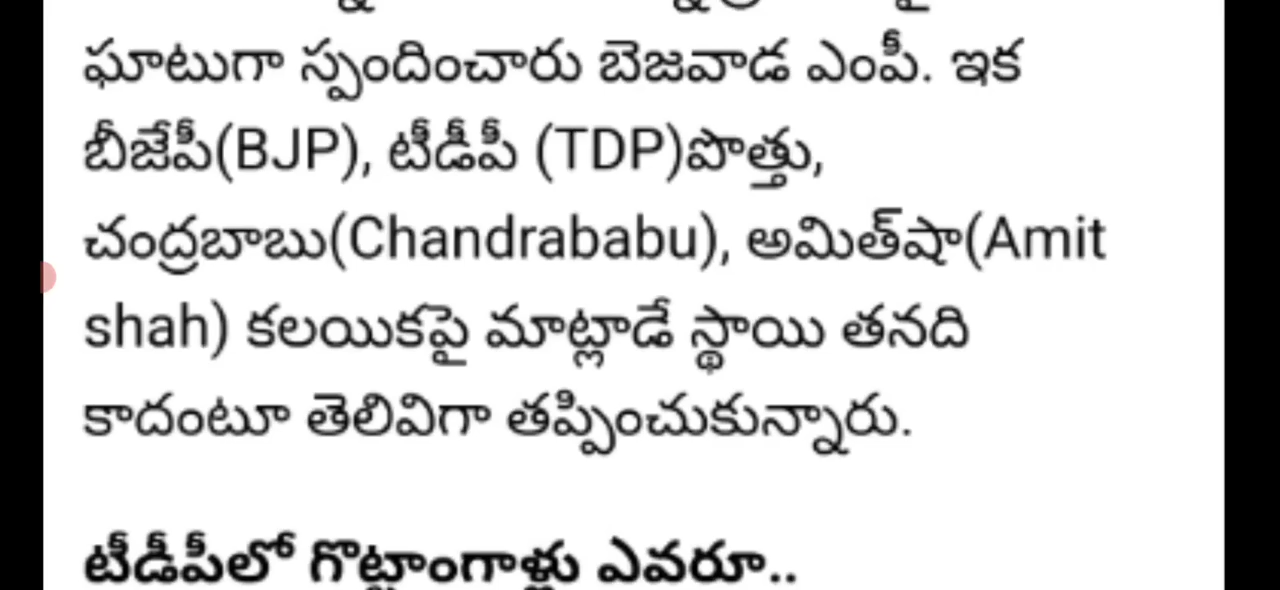 ఘాటుగా స్పందించారు బెజవాడ ఎంపీ. ఇక
బీజేపీ(BJP), టీడీపీ (TDP)పొత్తు,
చంద్రబాబు(Chandrababu), అమిత్‌షా(Amit
shah) కలయికపై మాట్లాడే స్థాయి తనది
కాదంటూ తెలివిగా తప్పించుకున్నారు.
టీడీపీలో గొట్టాంగాళ్లు ఎవరూ..